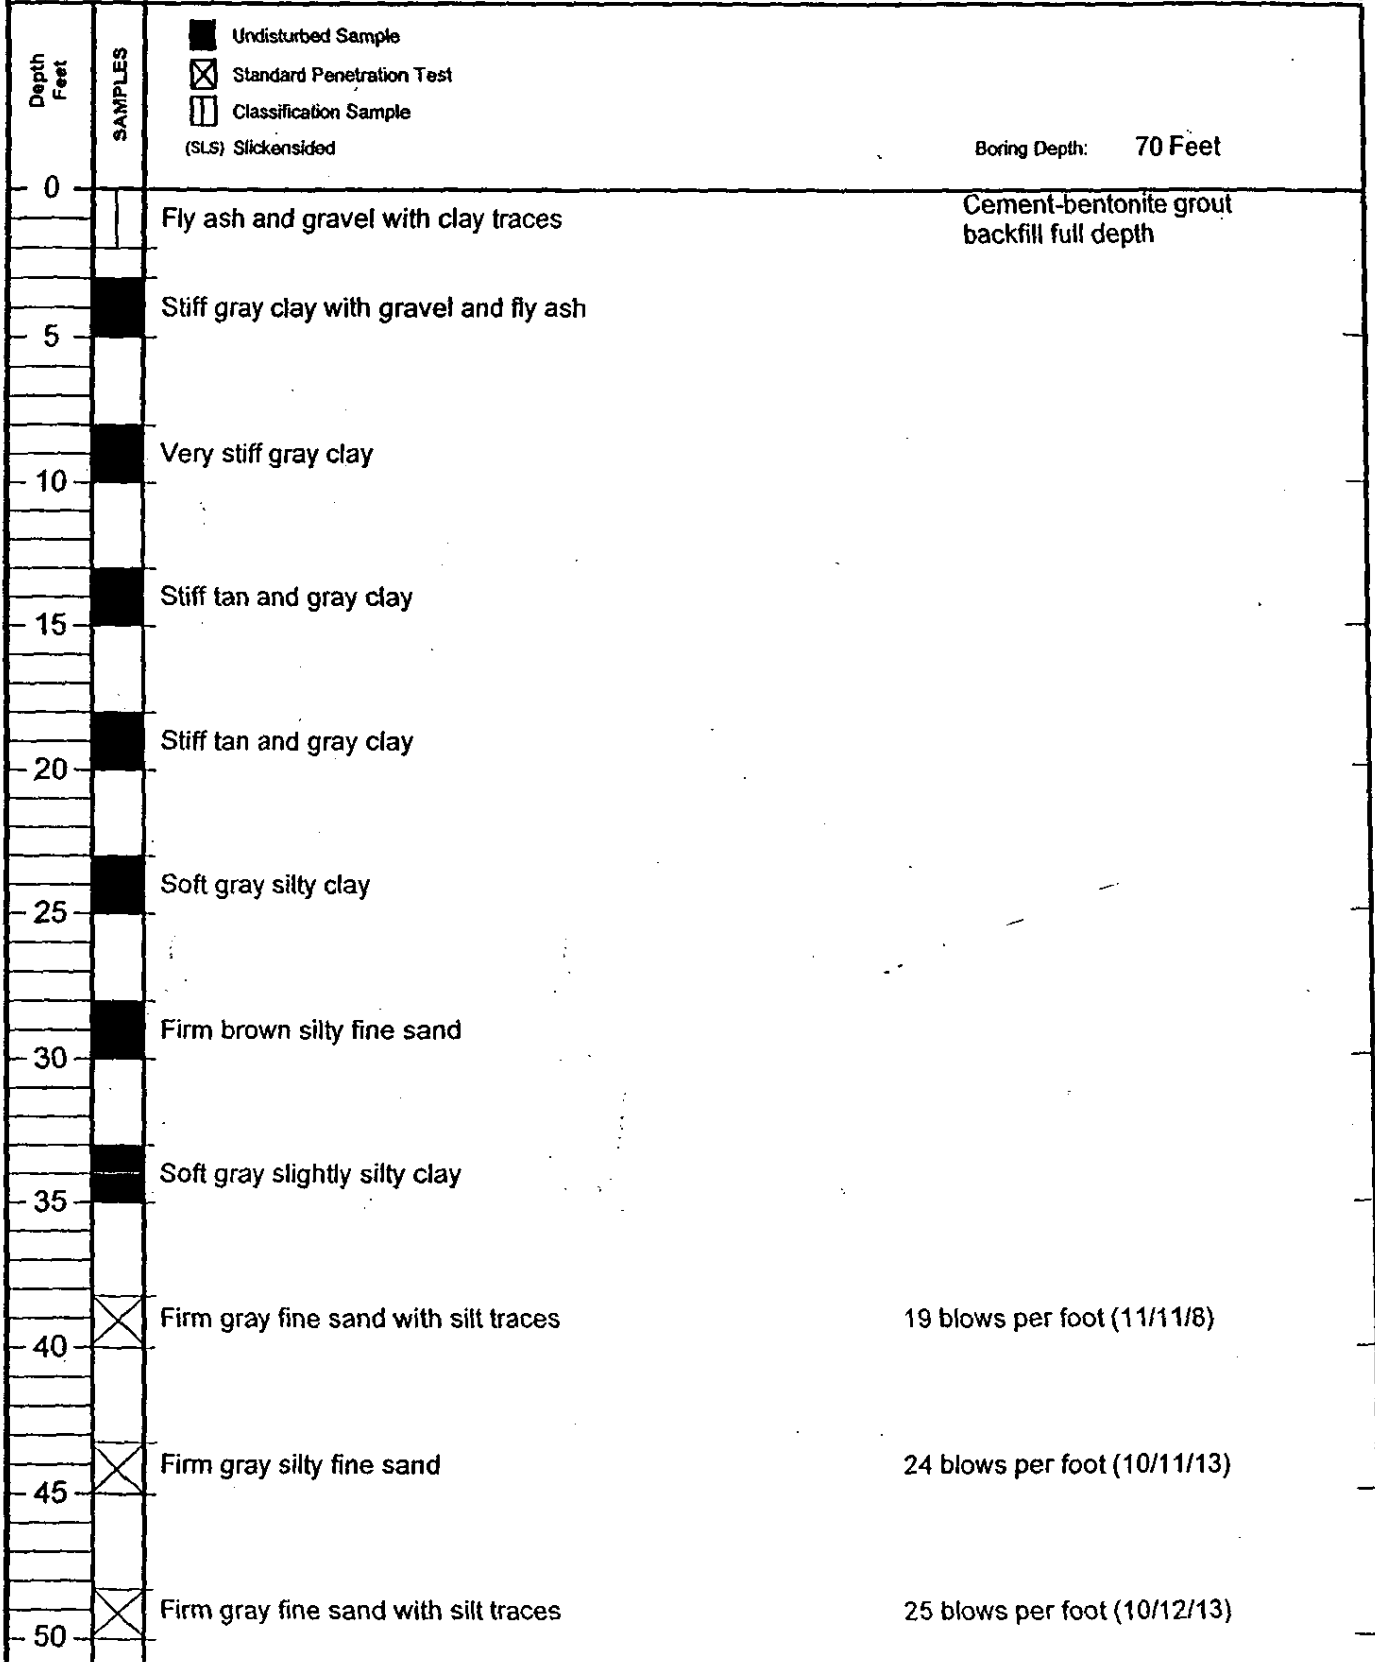 Depth
Feet
SAMPLES
Undisturbed Sample
Standard Penetration Test
Classification Sample
(SLS) Slickensided
Boring Depth: 70 Feet
0
Fly ash and gravel with clay traces
Cement-bentonite grout
backfill full depth
Stiff gray clay with gravel and fly ash
5
Very stiff gray clay
10
Stiff tan and gray clay
15
Stiff tan and gray clay
20
Soft gray silty clay
25
Firm brown silty fine sand
30
Soft gray slightly silty clay
35
Firm gray fine sand with silt traces 19 blows per foot (11/11/8)
40
Firm gray silty fine sand 24 blows per foot (10/11/13)
45
Firm gray fine sand with silt traces 25 blows per foot (10/12/13)
50